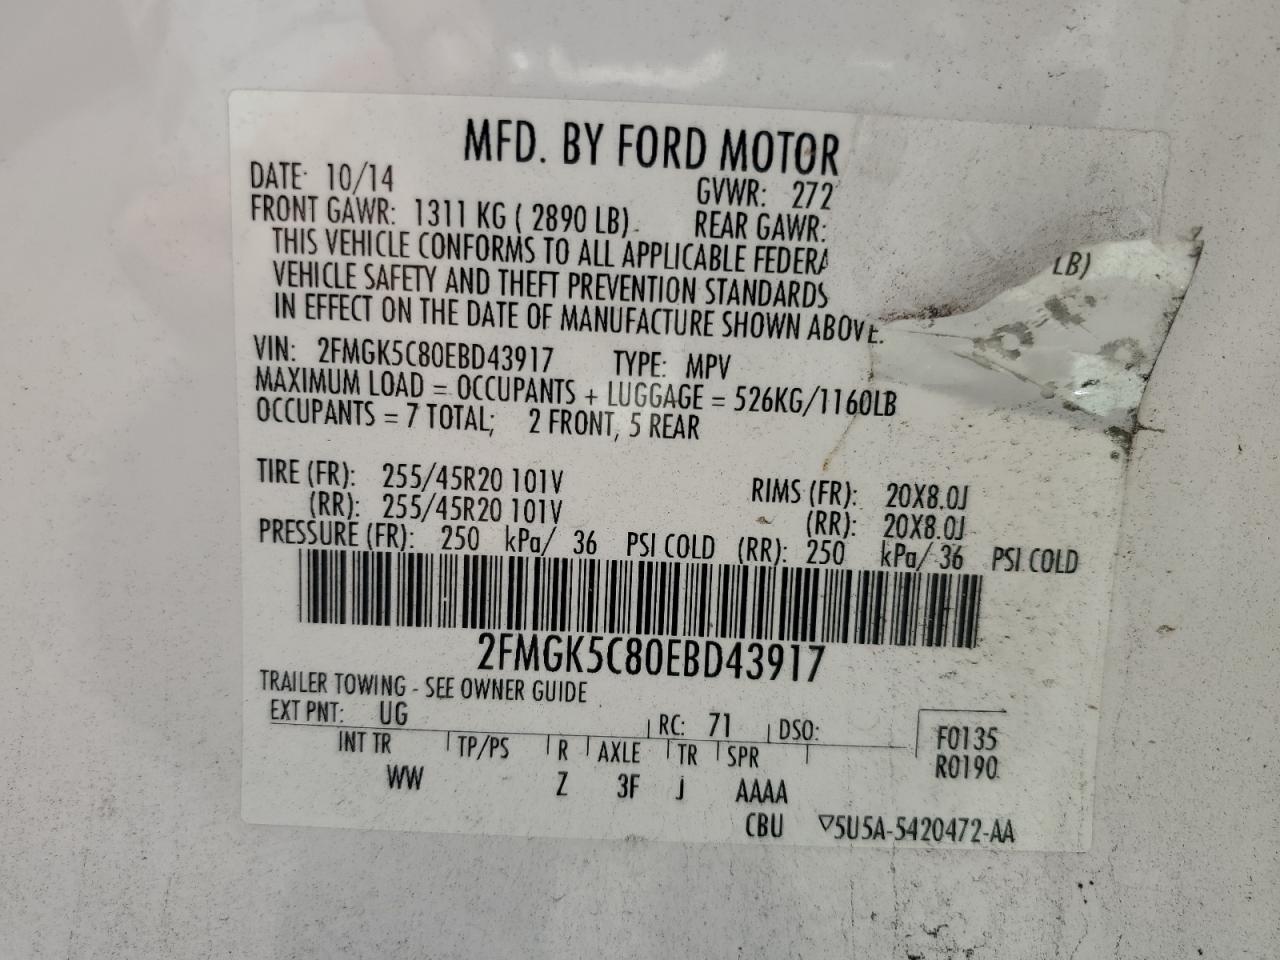 MFD. BY FORD MOTOR
DATE: 10/14 GVWR: 272
FRONT GAWR: 1311 KG ( 2890 LB) REAR GAWR:
THIS VEHICLE CONFORMS TO ALL APPLICABLE FEDERA
LB)
VEHICLE SAFETY AND THEFT PREVENTION STANDARDS
IN EFFECT ON THE DATE OF MANUFACTURE SHOWN ABOVE.
VIN: 2FMGK5C80EBD43917 TYPE: MPV
MAXIMUM LOAD = OCCUPANTS + LUGGAGE = 526KG/1160LB
OCCUPANTS = 7 TOTAL; 2 FRONT, 5 REAR
TIRE (FR): 255/45R20 101V RIMS (FR): 20X8.0J
(RR): 255/45R20 101V (RR): 20X8.0J
PRESSURE (FR): 250 kPa/ 36 PSI COLD (RR): 250 kPa/ 36 PSI COLD
2FMGK5C80EBD43917
TRAILER TOWING - SEE OWNER GUIDE
EXT PNT: UG RC: 71 DSO: F0135
INT TR TP/PS R AXLE TR SPR R0190
WW Z 3F J AAAA
CBU ▽5U5A-5420472-AA